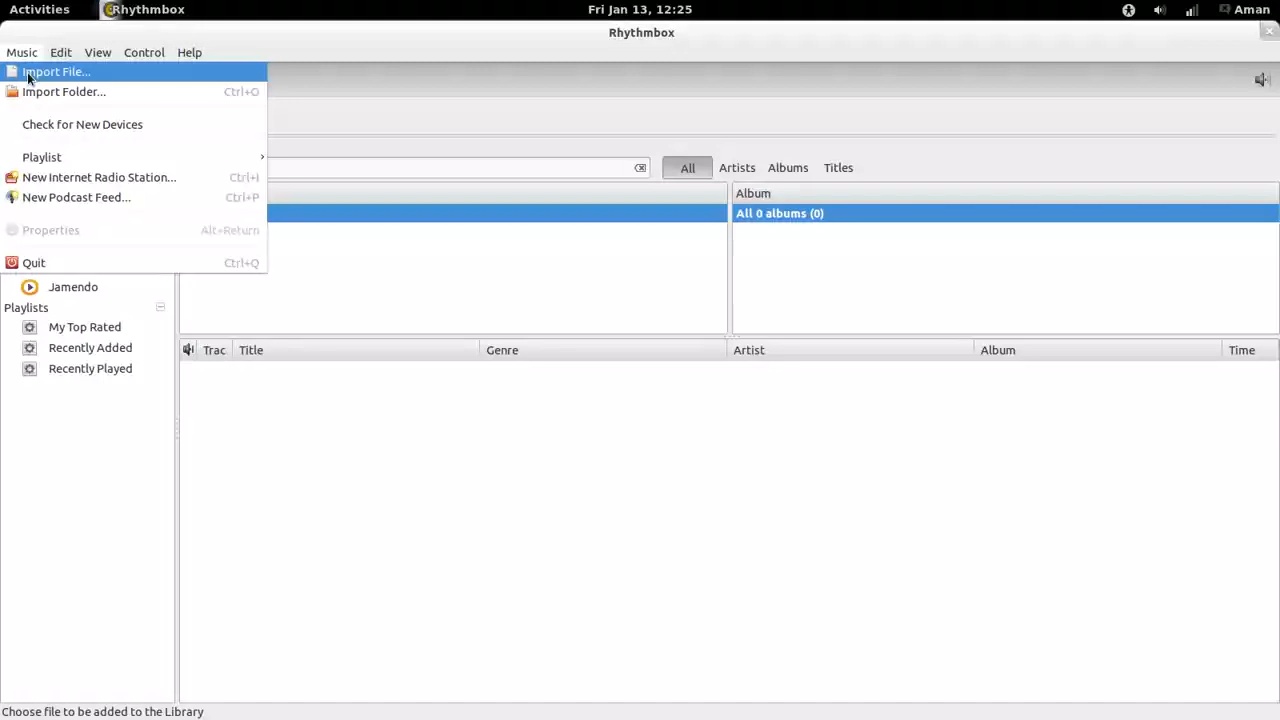 Activities Rhythmbox Fri Jan 13, 12:25 Aman
Rhythmbox
Music Edit View Control Help
Import File...
Import Folder... Ctrl+O
Check for New Devices
Playlist
New Internet Radio Station... Ctrl+I
New Podcast Feed... Ctrl+P
Properties Alt+Return
Quit Ctrl+Q
All Artists Albums Titles
Album
All 0 albums (0)
Jamendo
Playlists
My Top Rated
Recently Added
Recently Played
Trac Title Genre Artist Album Time
Choose file to be added to the Library